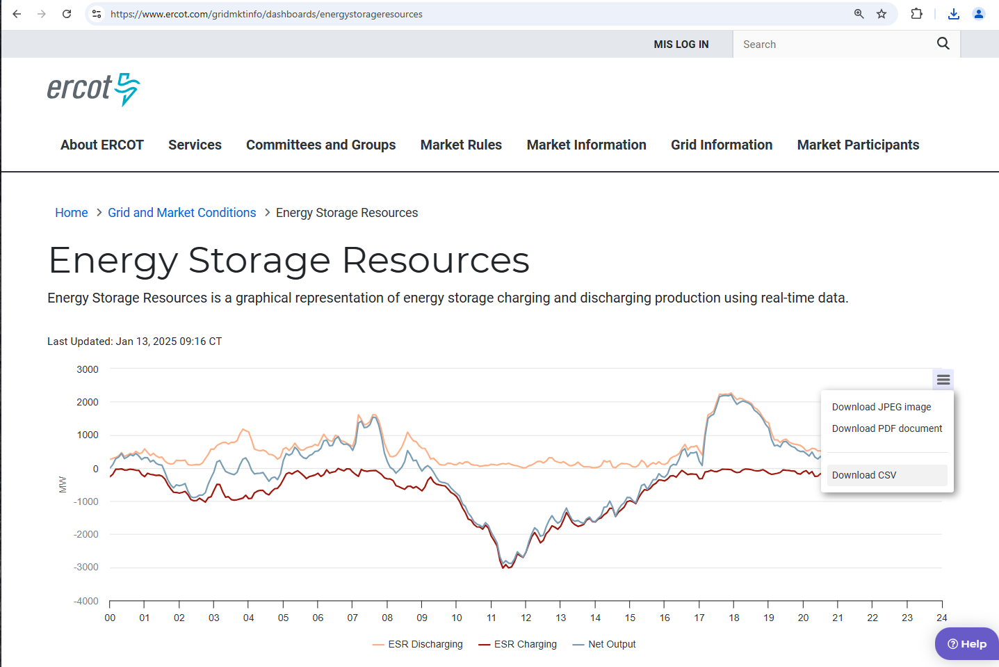 https://www.ercot.com/gridmktinfo/dashboards/energystorageresources
MIS LOG IN
Search
ercot
About ERCOT Services Committees and Groups Market Rules Market Information Grid Information Market Participants
Home > Grid and Market Conditions > Energy Storage Resources
Energy Storage Resources
Energy Storage Resources is a graphical representation of energy storage charging and discharging production using real-time data.
Last Updated: Jan 13, 2025 09:16 CT
3000
2000
1000
0
-1000
-2000
-3000
-4000
MW
Download JPEG image
Download PDF document
Download CSV
00 01 02 03 04 05 06 07 08 09 10 11 12 13 14 15 16 17 18 19 20 21 22 23 24
ESR Discharging ESR Charging Net Output
Help